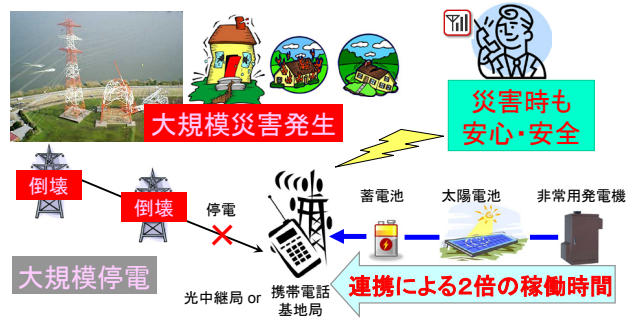 大規模災害発生
災害時も
安心・安全
倒壊
倒壊
停電
大規模停電
蓄電池
太陽電池
非常用発電機
光中継局 or
携帯電話
基地局
連携による2倍の稼働時間